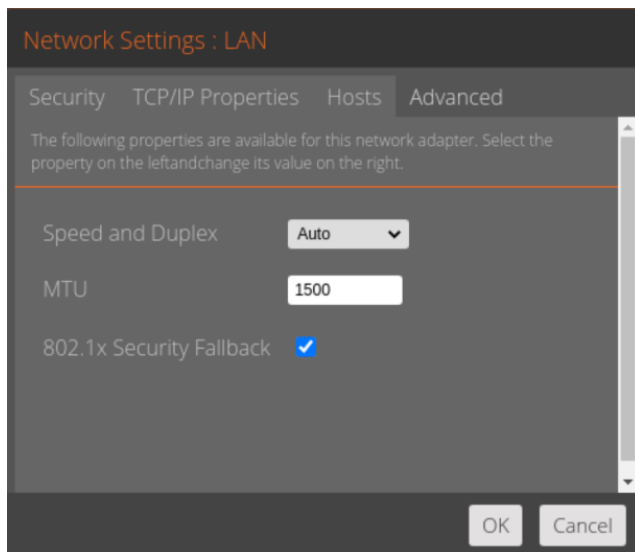 Network Settings : LAN
Security TCP/IP Properties Hosts Advanced
The following properties are available for this network adapter. Select the
property on the leftandchange its value on the right.
Speed and Duplex Auto
MTU 1500
802.1x Security Fallback
OK Cancel